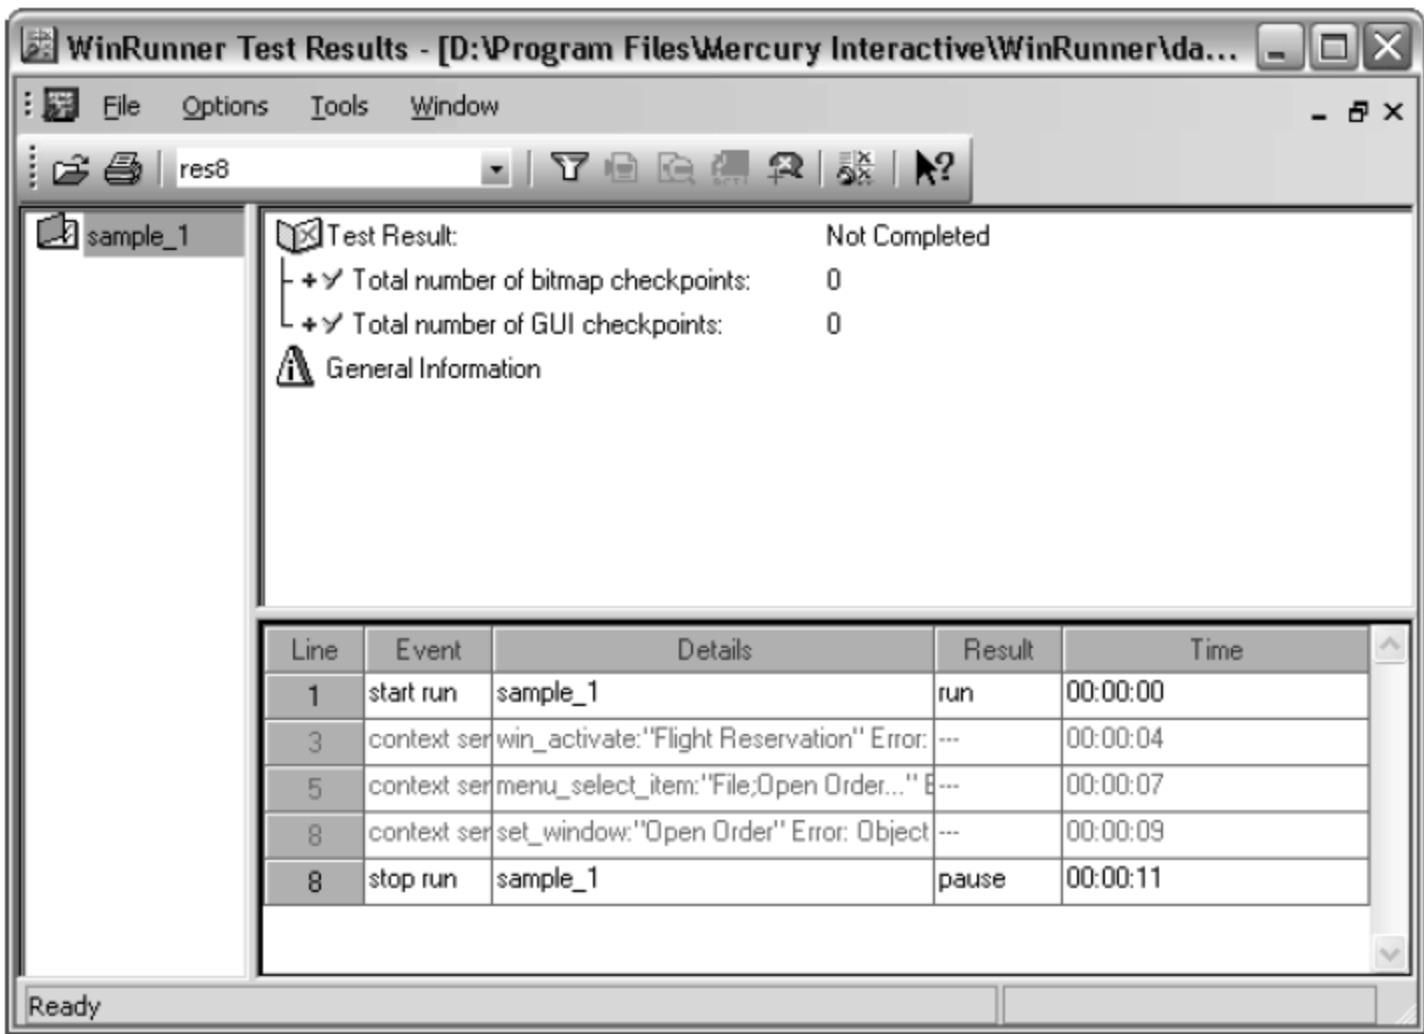 WinRunner Test Results - [D:\Program Files\Mercury Interactive\WinRunner\da...
File Options Tools Window
res8
sample_1
Test Result: Not Completed
Total number of bitmap checkpoints: 0
Total number of GUI checkpoints: 0
General Information
Line Event Details Result Time
1 start run sample_1 run 00:00:00
3 context ser win_activate:"Flight Reservation" Error: --- 00:00:04
5 context ser menu_select_item:"File;Open Order..." E --- 00:00:07
8 context ser set_window:"Open Order" Error: Object --- 00:00:09
8 stop run sample_1 pause 00:00:11
Ready